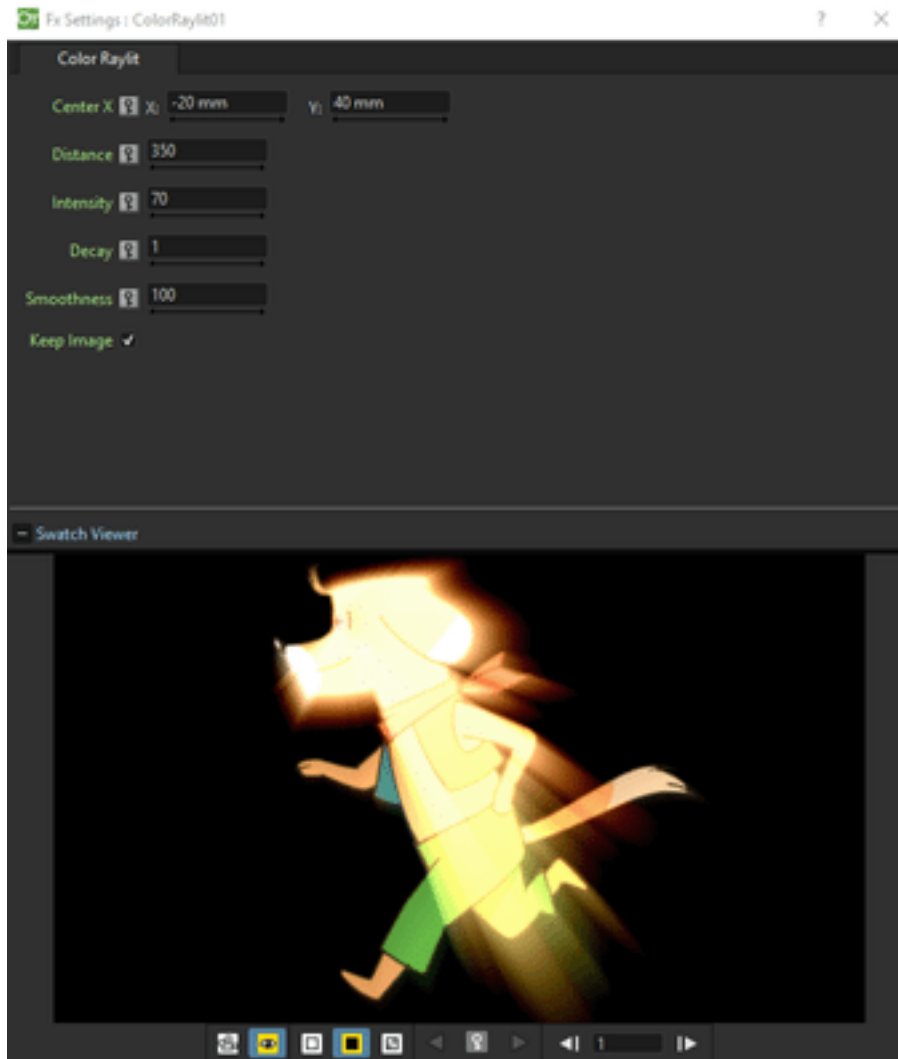 Fx Settings : ColorRaylit01 ? ×
Color Raylit
Center X X: -20 mm Y: 40 mm
Distance 350
Intensity 70
Decay 1
Smoothness 100
Keep Image
Swatch Viewer
1